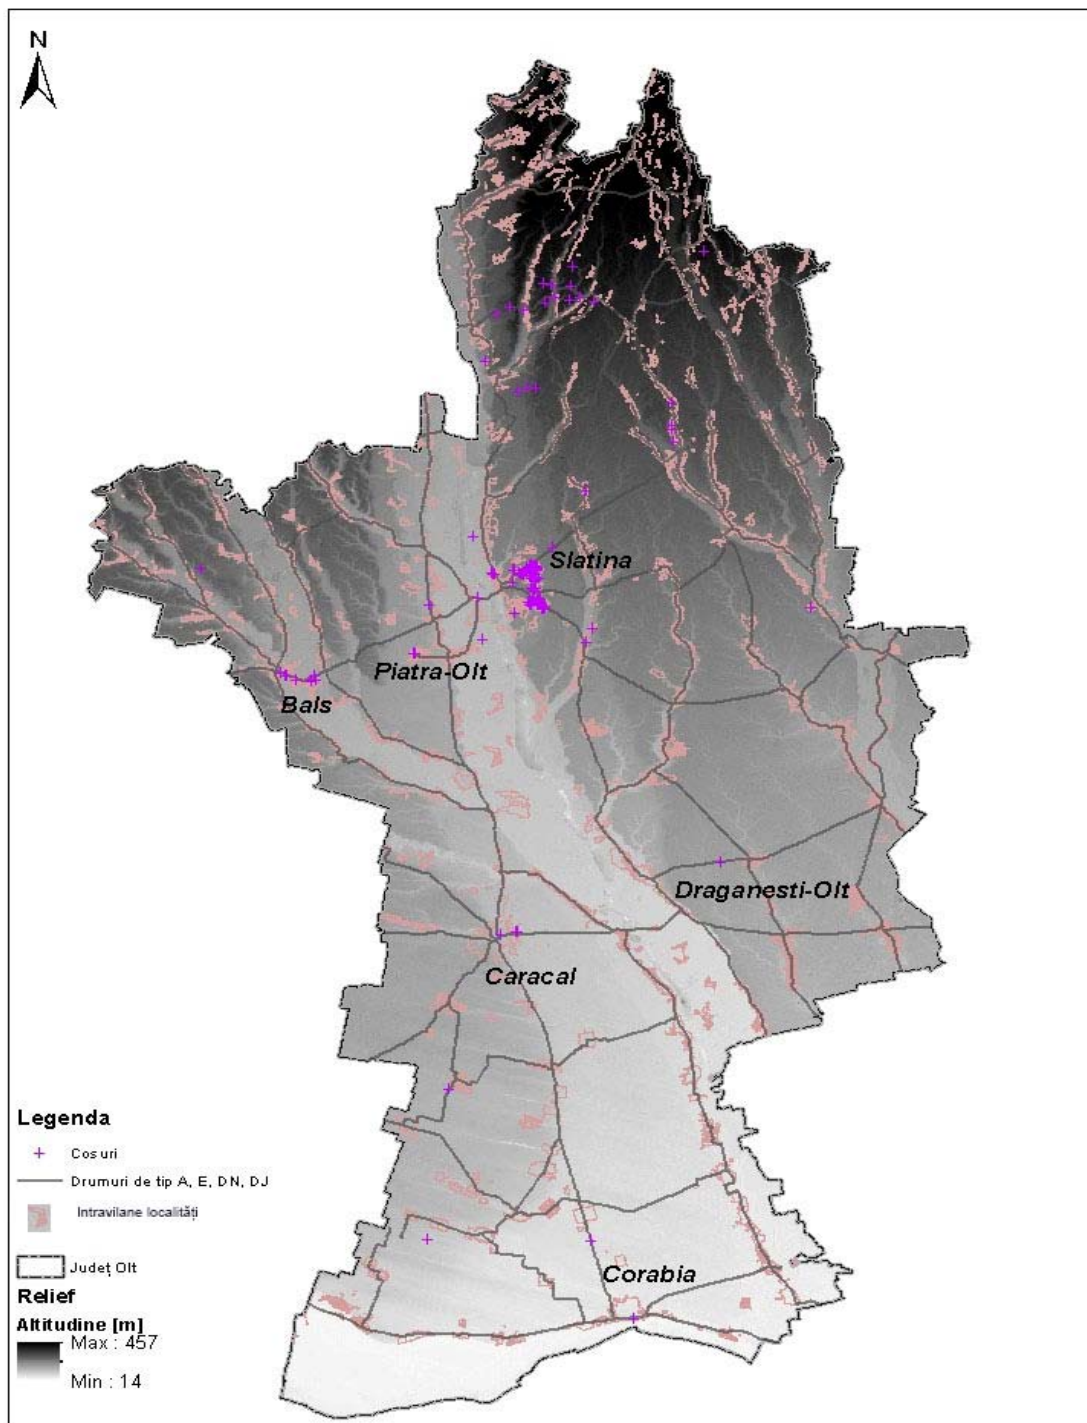 N
Slatina
Piatra-Olt
Bals
Draganesti-Olt
Caracal
Corabia
Legenda
Cosuri
Drumuri de tip A, E, DN, DJ
Intravilane localități
Județ Olt
Relief
Altitudine [m]
Max : 457
Min : 14